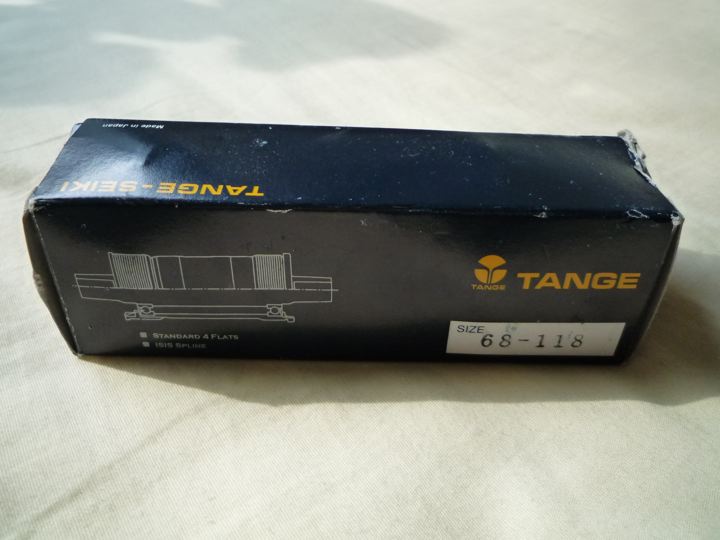 Made in Japan
TANGE-SEIKI
TANGE
TANGE
STANDARD 4 FLATS
ISIS SPLINE
SIZE
68-118